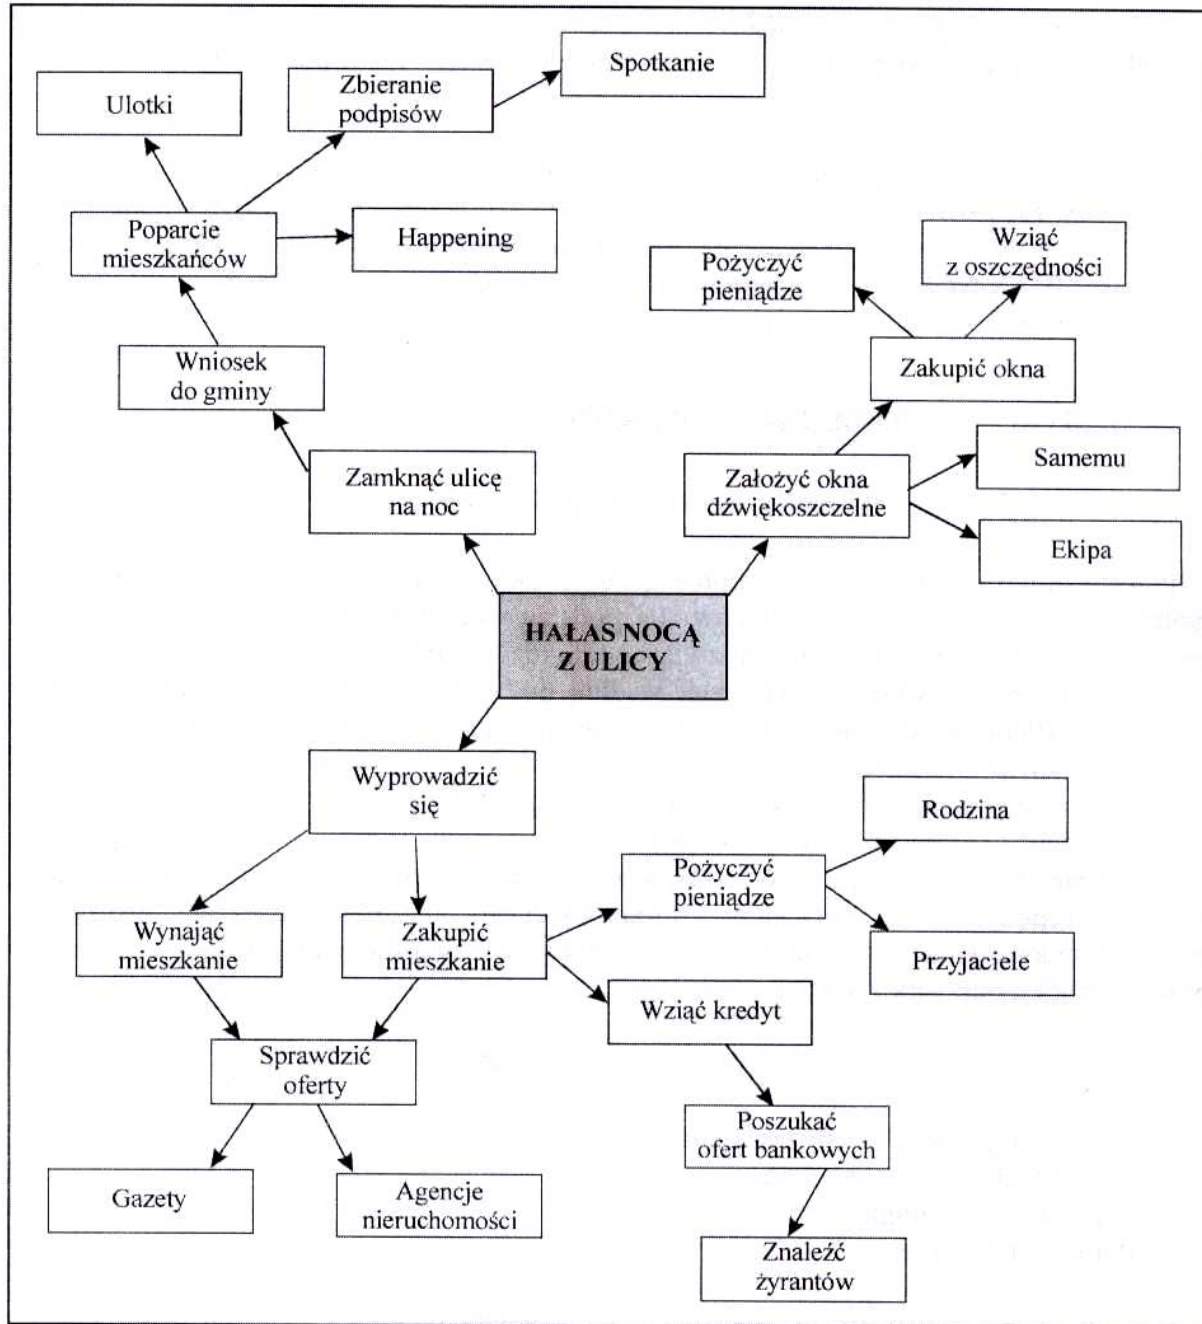 Spotkanie
Ulotki
Zbieranie
podpisów
Poparcie
mieszkańców
Happening
Wziąć
z oszczędności
Pożyczyć
pieniądze
Wniosek
do gminy
Zakupić okna
Zamknąć ulicę
na noc
Założyć okna
dźwiękoszczelne
Samemu
Ekipa
HAŁAS NOCĄ
Z ULICY
Wyprowadzić
się
Rodzina
Pożyczyć
pieniądze
Wynająć
mieszkanie
Zakupić
mieszkanie
Przyjaciele
Wziąć kredyt
Sprawdzić
oferty
Poszukać
ofert bankowych
Gazety
Agencje
nieruchomości
Znaleźć
żyrantów